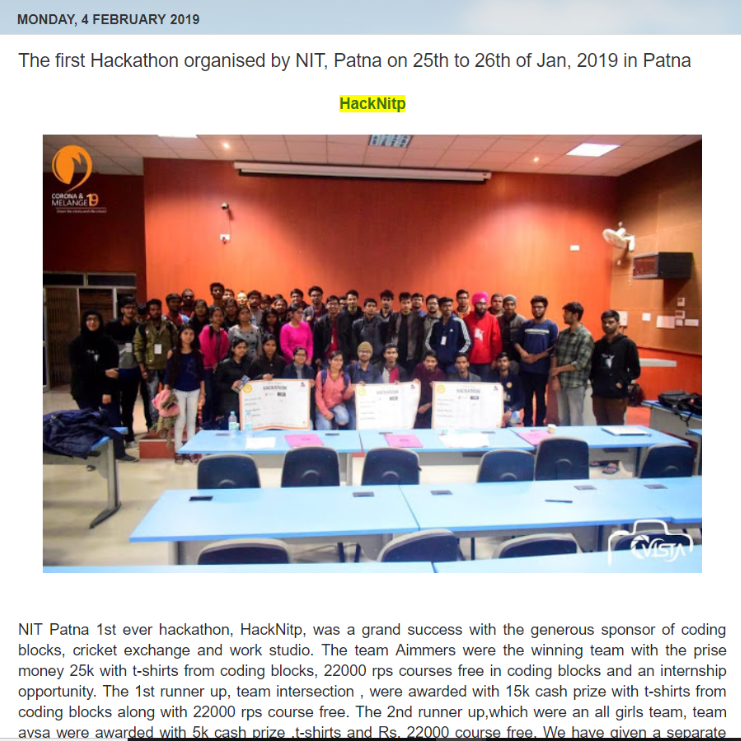 MONDAY, 4 FEBRUARY 2019
The first Hackathon organised by NIT, Patna on 25th to 26th of Jan, 2019 in Patna
HackNitp
CORONA &
MELANGE 19
HACKATHON
HACKATHON
HACKATHON
VISTA
NIT Patna 1st ever hackathon, HackNitp, was a grand success with the generous sponsor of coding
blocks, cricket exchange and work studio. The team Aimmers were the winning team with the prise
money 25k with t-shirts from coding blocks, 22000 rps courses free in coding blocks and an internship
opportunity. The 1st runner up, team intersection , were awarded with 15k cash prize with t-shirts from
coding blocks along with 22000 rps course free. The 2nd runner up,which were an all girls team, team
avsa were awarded with 5k cash prize ,t-shirts and Rs. 22000 course free. We have given a separate